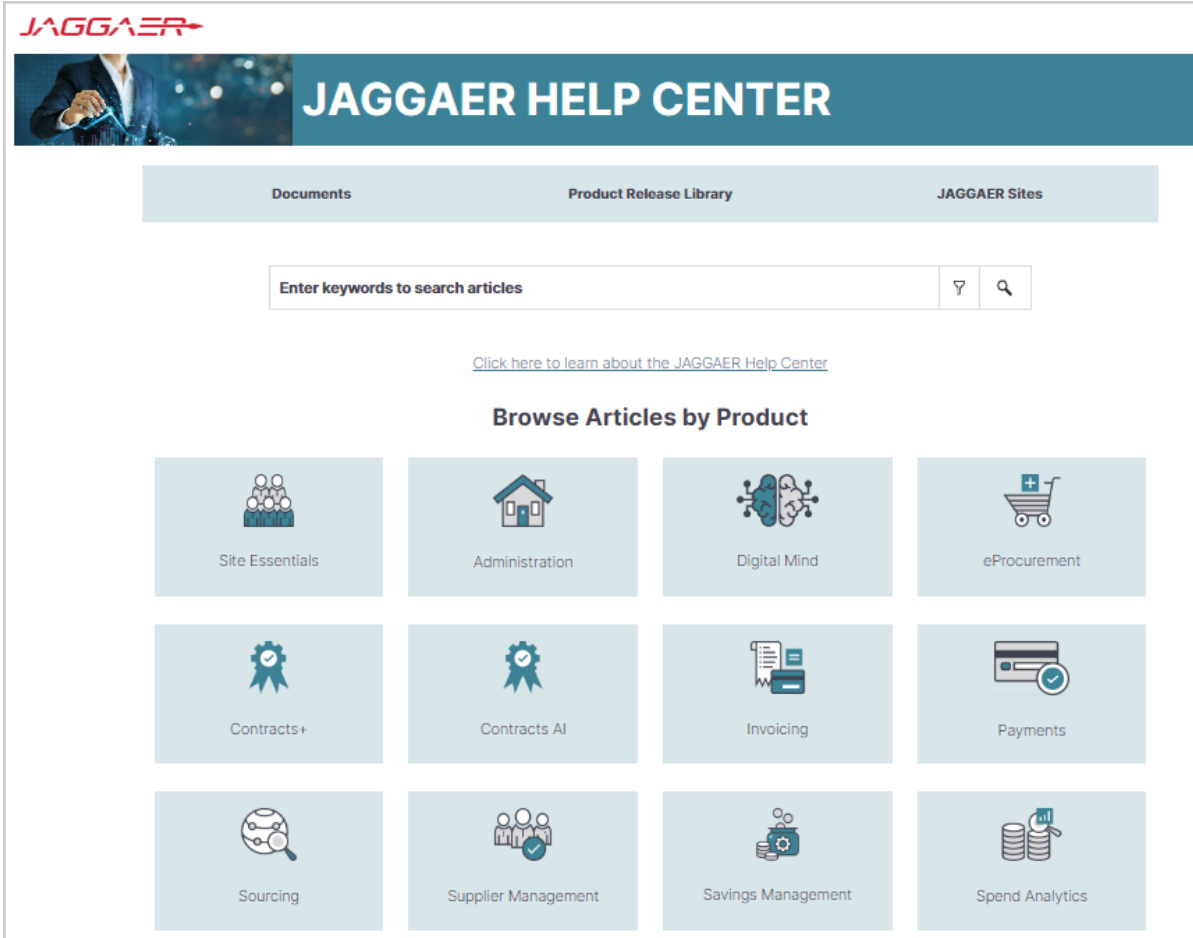 JAGGAER
JAGGAER HELP CENTER
Documents Product Release Library JAGGAER Sites
Enter keywords to search articles
Click here to learn about the JAGGAER Help Center
Browse Articles by Product
Site Essentials Administration Digital Mind eProcurement
Contracts+ Contracts AI Invoicing Payments
Sourcing Supplier Management Savings Management Spend Analytics